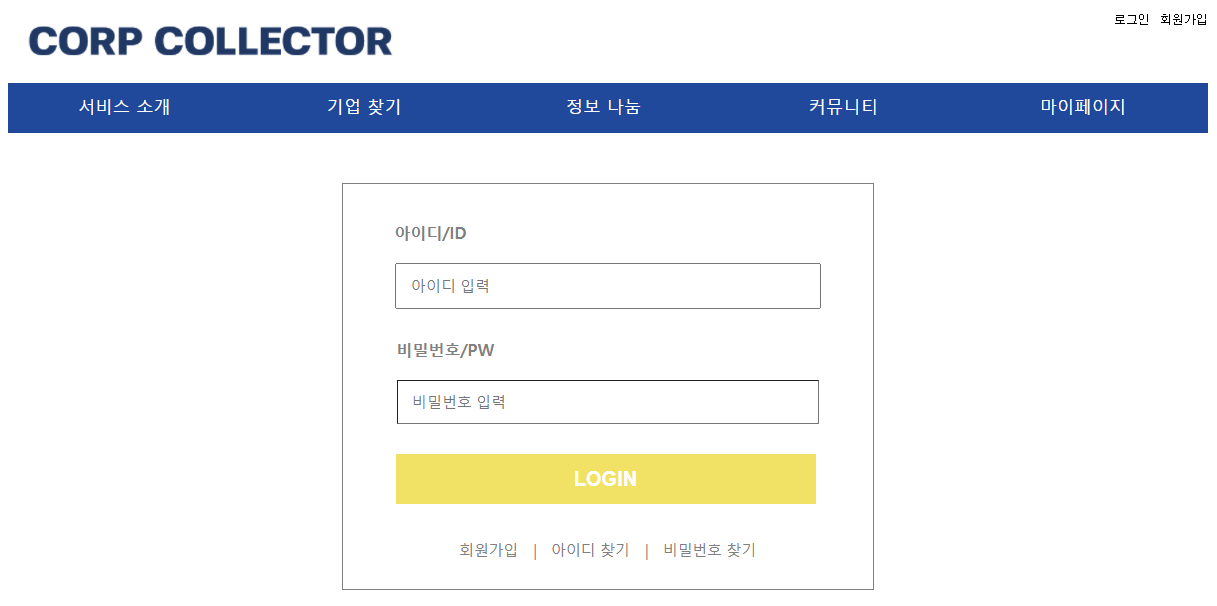 로그인 회원가입
CORP COLLECTOR
서비스 소개 기업 찾기 정보 나눔 커뮤니티 마이페이지
아이디/ID
아이디 입력
비밀번호/PW
비밀번호 입력
LOGIN
회원가입 | 아이디 찾기 | 비밀번호 찾기